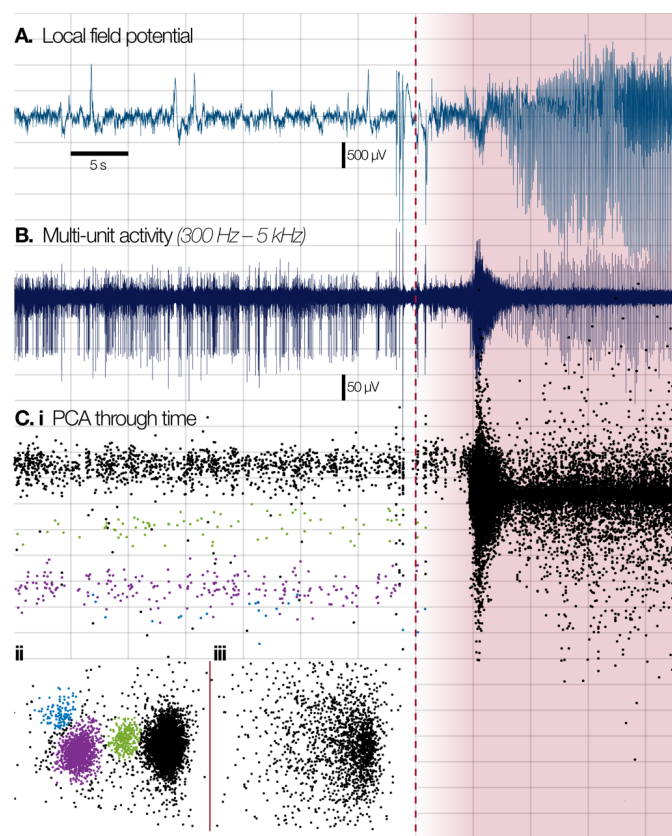 A. Local field potential
5 s
500 µV
B. Multi-unit activity (300 Hz – 5 kHz)
50 µV
C. i PCA through time
ii
iii